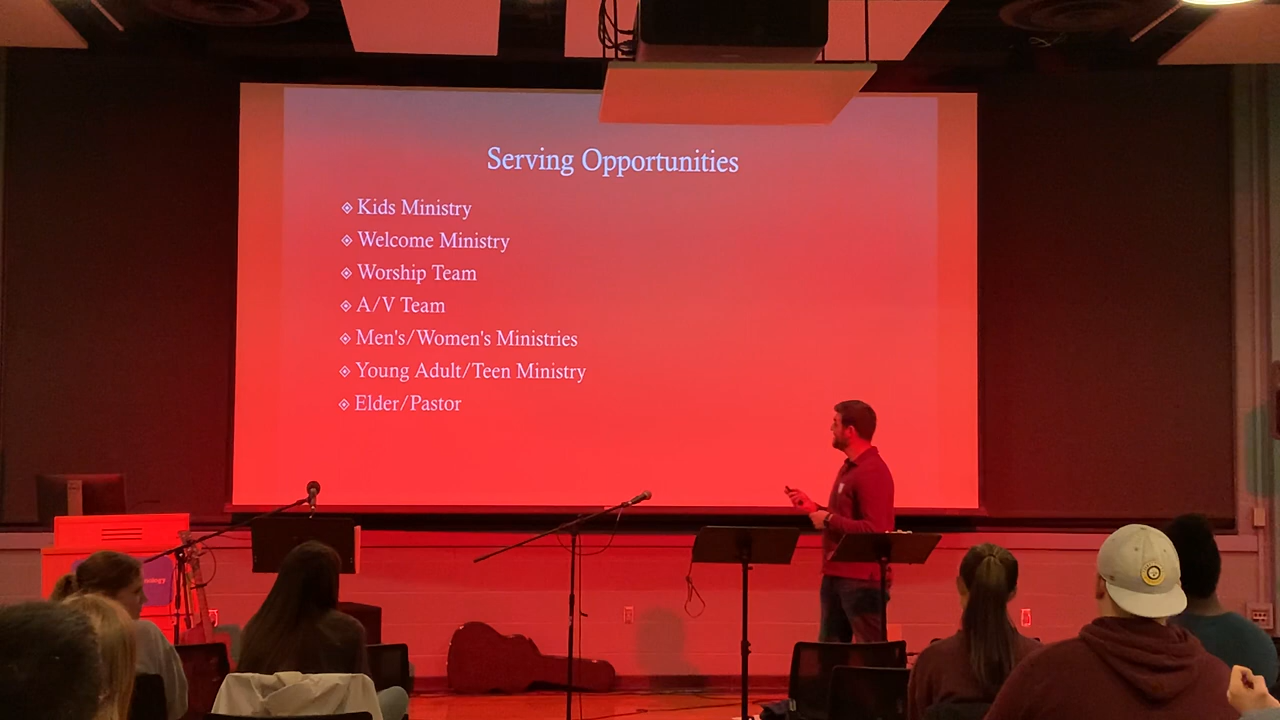 Serving Opportunities
Kids Ministry
Welcome Ministry
Worship Team
A/V Team
Men's/Women's Ministries
Young Adult/Teen Ministry
Elder/Pastor